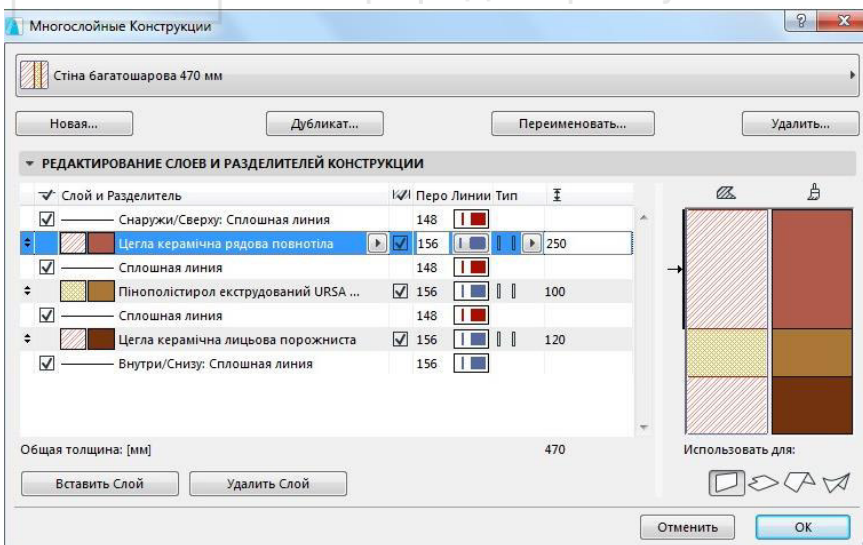 Многослойные Конструкции
Стіна багатошарова 470 мм
Новая... Дубликат... Переименовать... Удалить...
РЕДАКТИРОВАНИЕ СЛОЕВ И РАЗДЕЛИТЕЛЕЙ КОНСТРУКЦИИ
Слой и Разделитель Перо Линии Тип
Снаружи/Сверху: Сплошная линия 148
Цегла керамічна рядова повнотіла 156 250
Сплошная линия 148
Пінополістирол екструдований URSA ... 156 100
Сплошная линия 148
Цегла керамічна лицьова порожниста 156 120
Внутри/Снизу: Сплошная линия 156
Общая толщина: [мм] 470
Использовать для:
Вставить Слой Удалить Слой
Отменить OK